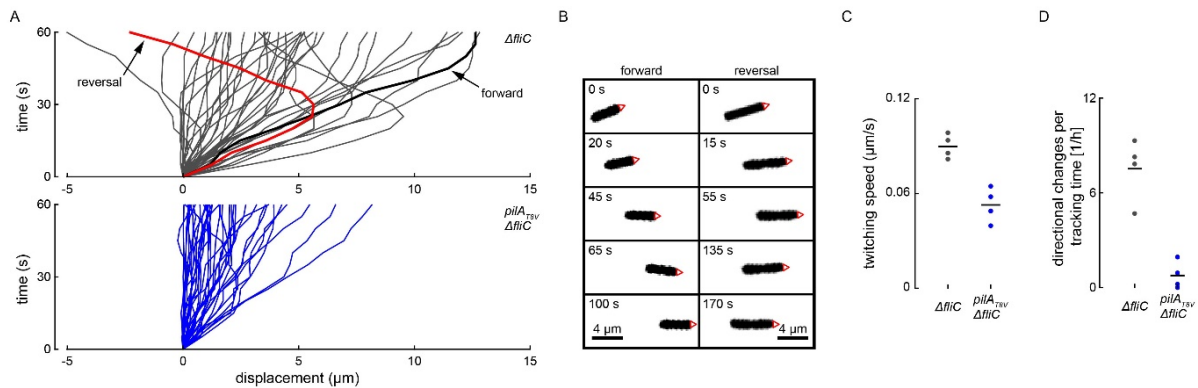 A
60
30
0
time (s)
ΔfliC
reversal
forward
-5
0
5
10
15
60
30
0
time (s)
pilA_T8V
ΔfliC
-5
0
5
10
15
displacement (µm)
B
forward
reversal
0 s
0 s
20 s
15 s
45 s
55 s
65 s
135 s
100 s
170 s
4 µm
4 µm
C
twitching speed (µm/s)
0.12
0.06
0
ΔfliC
pilA_T8V
ΔfliC
D
directional changes per
tracking time [1/h]
12
6
0
ΔfliC
pilA_T8V
ΔfliC